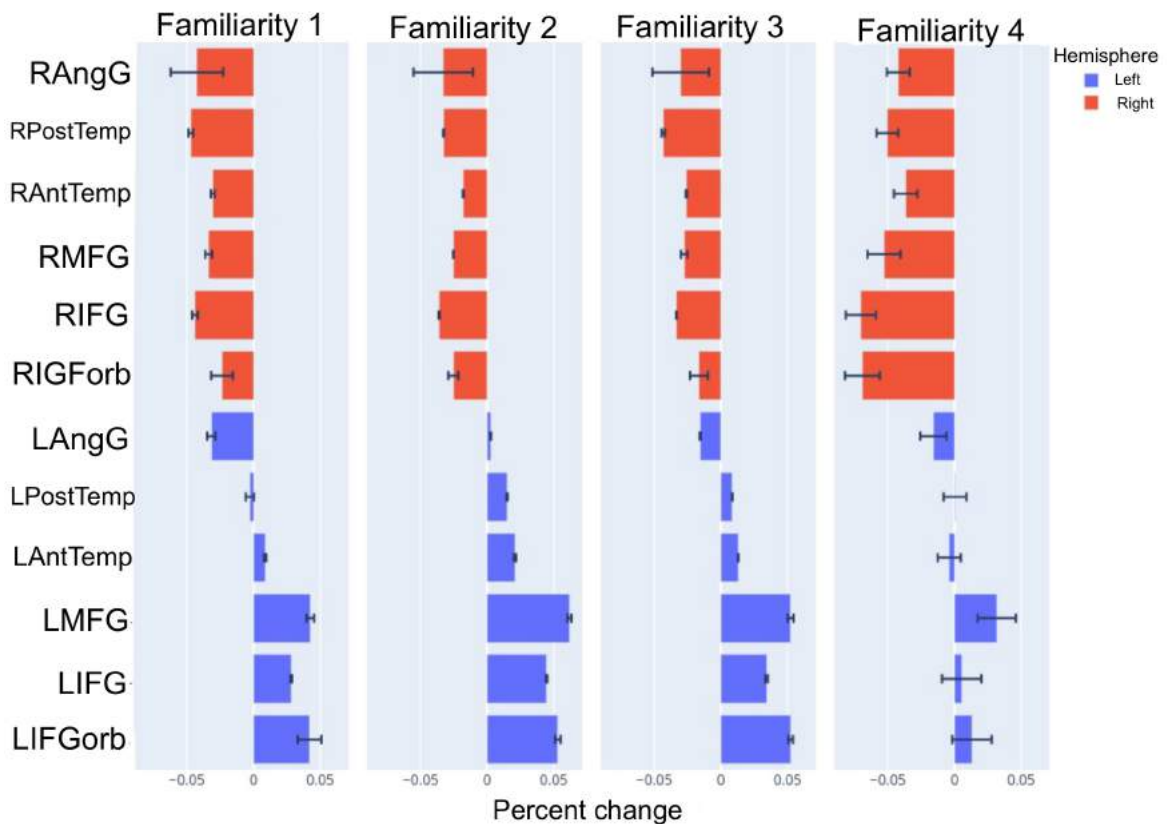 Familiarity 1
Familiarity 2
Familiarity 3
Familiarity 4
Hemisphere
Left
Right
RAngG
RPostTemp
RAntTemp
RMFG
RIFG
RIGForb
LAngG
LPostTemp
LAntTemp
LMFG
LIFG
LIFGorb
−0.05 0 0.05 −0.05 0 0.05 −0.05 0 0.05 −0.05 0 0.05
Percent change